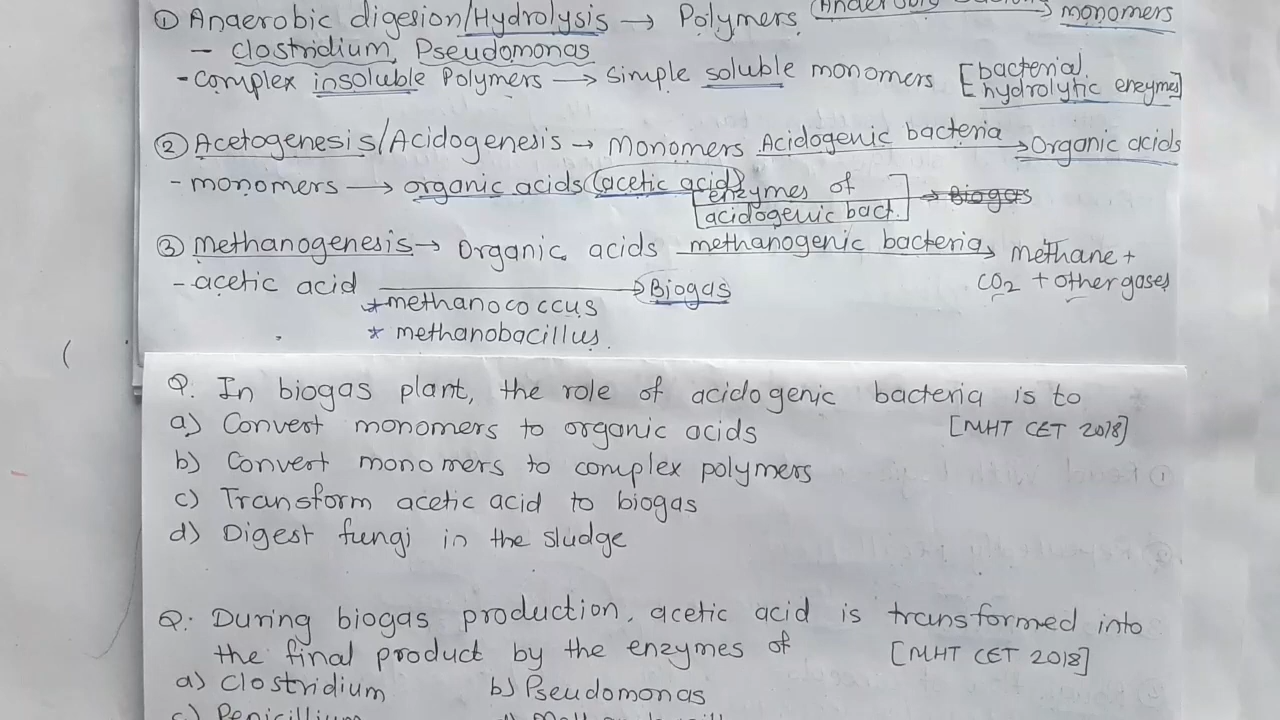 ① Anaerobic digesion/Hydrolysis → Polymers Anaerobic → monomers
- clostridium, Pseudomonas
- Complex insoluble Polymers → Simple soluble monomers [bacterial hydrolytic enzymes]
② Acetogenesis/Acidogenesis → Monomers Acidogenic bacteria → Organic acids
- monomers → organic acids (acetic acid) enzymes of acidogenic bact. → Biogas
③ Methanogenesis → Organic acids methanogenic bacteria → methane + CO₂ + other gases
- acetic acid → Biogas
* methanococcus
* methanobacillus.
Q. In biogas plant, the role of acidogenic bacteria is to
a) Convert monomers to organic acids [MHT CET 2018]
b) Convert monomers to complex polymers
c) Transform acetic acid to biogas
d) Digest fungi in the sludge
Q. During biogas production, acetic acid is transformed into
the final product by the enzymes of [MHT CET 2018]
a) Clostridium b) Pseudomonas
c) Penicillium